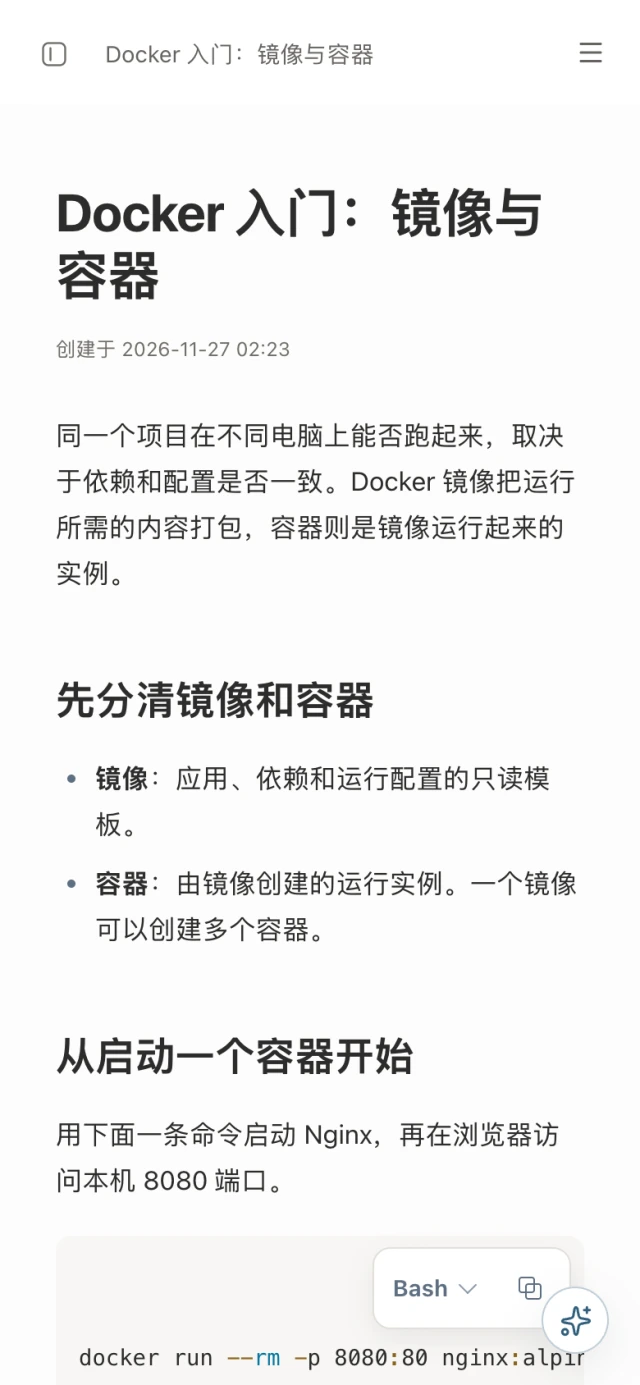 Docker 入门：镜像与容器
Docker 入门：镜像与
容器
创建于 2026-11-27 02:23
同一个项目在不同电脑上能否跑起来，取决
于依赖和配置是否一致。Docker 镜像把运行
所需的内容打包，容器则是镜像运行起来的
实例。
先分清镜像和容器
• 镜像：应用、依赖和运行配置的只读模
板。
• 容器：由镜像创建的运行实例。一个镜像
可以创建多个容器。
从启动一个容器开始
用下面一条命令启动 Nginx，再在浏览器访
问本机 8080 端口。
Bash
docker run --rm -p 8080:80 nginx:alpin